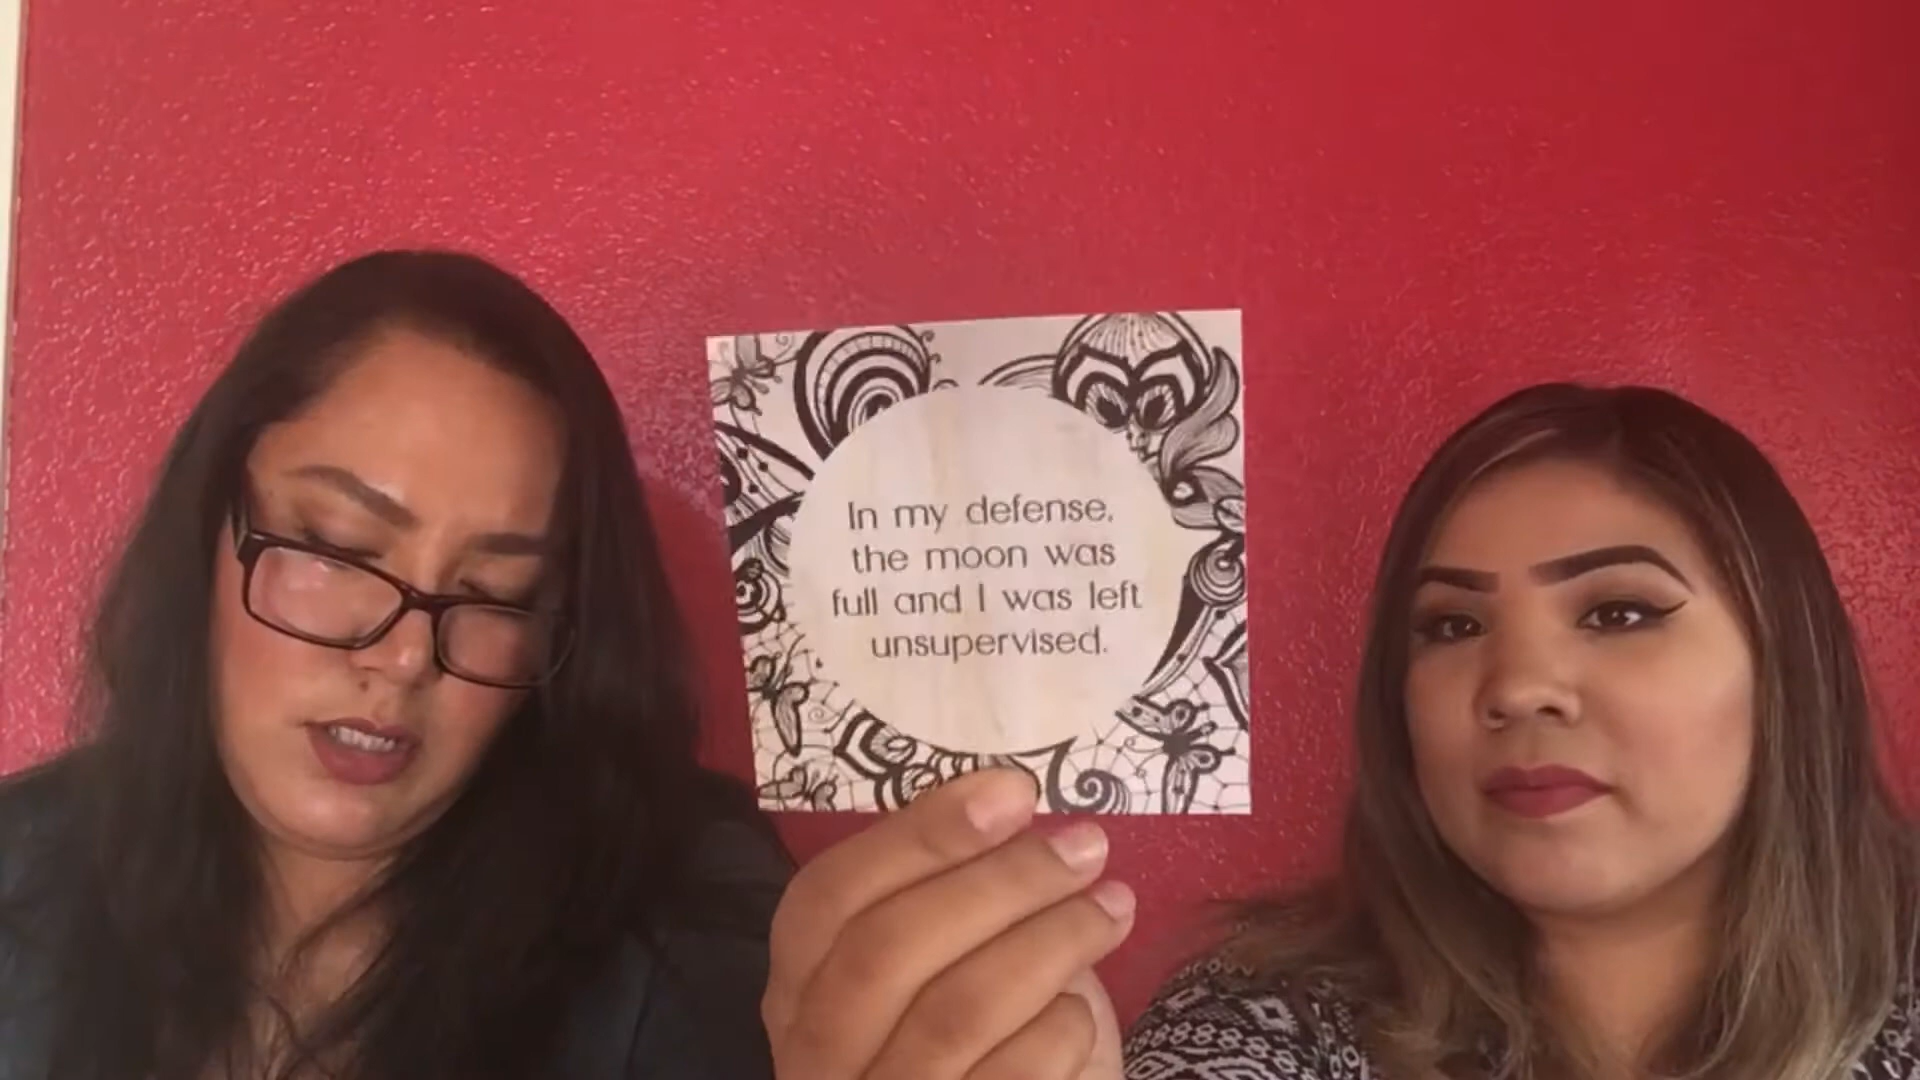 In my defense,
the moon was
full and I was left
unsupervised.